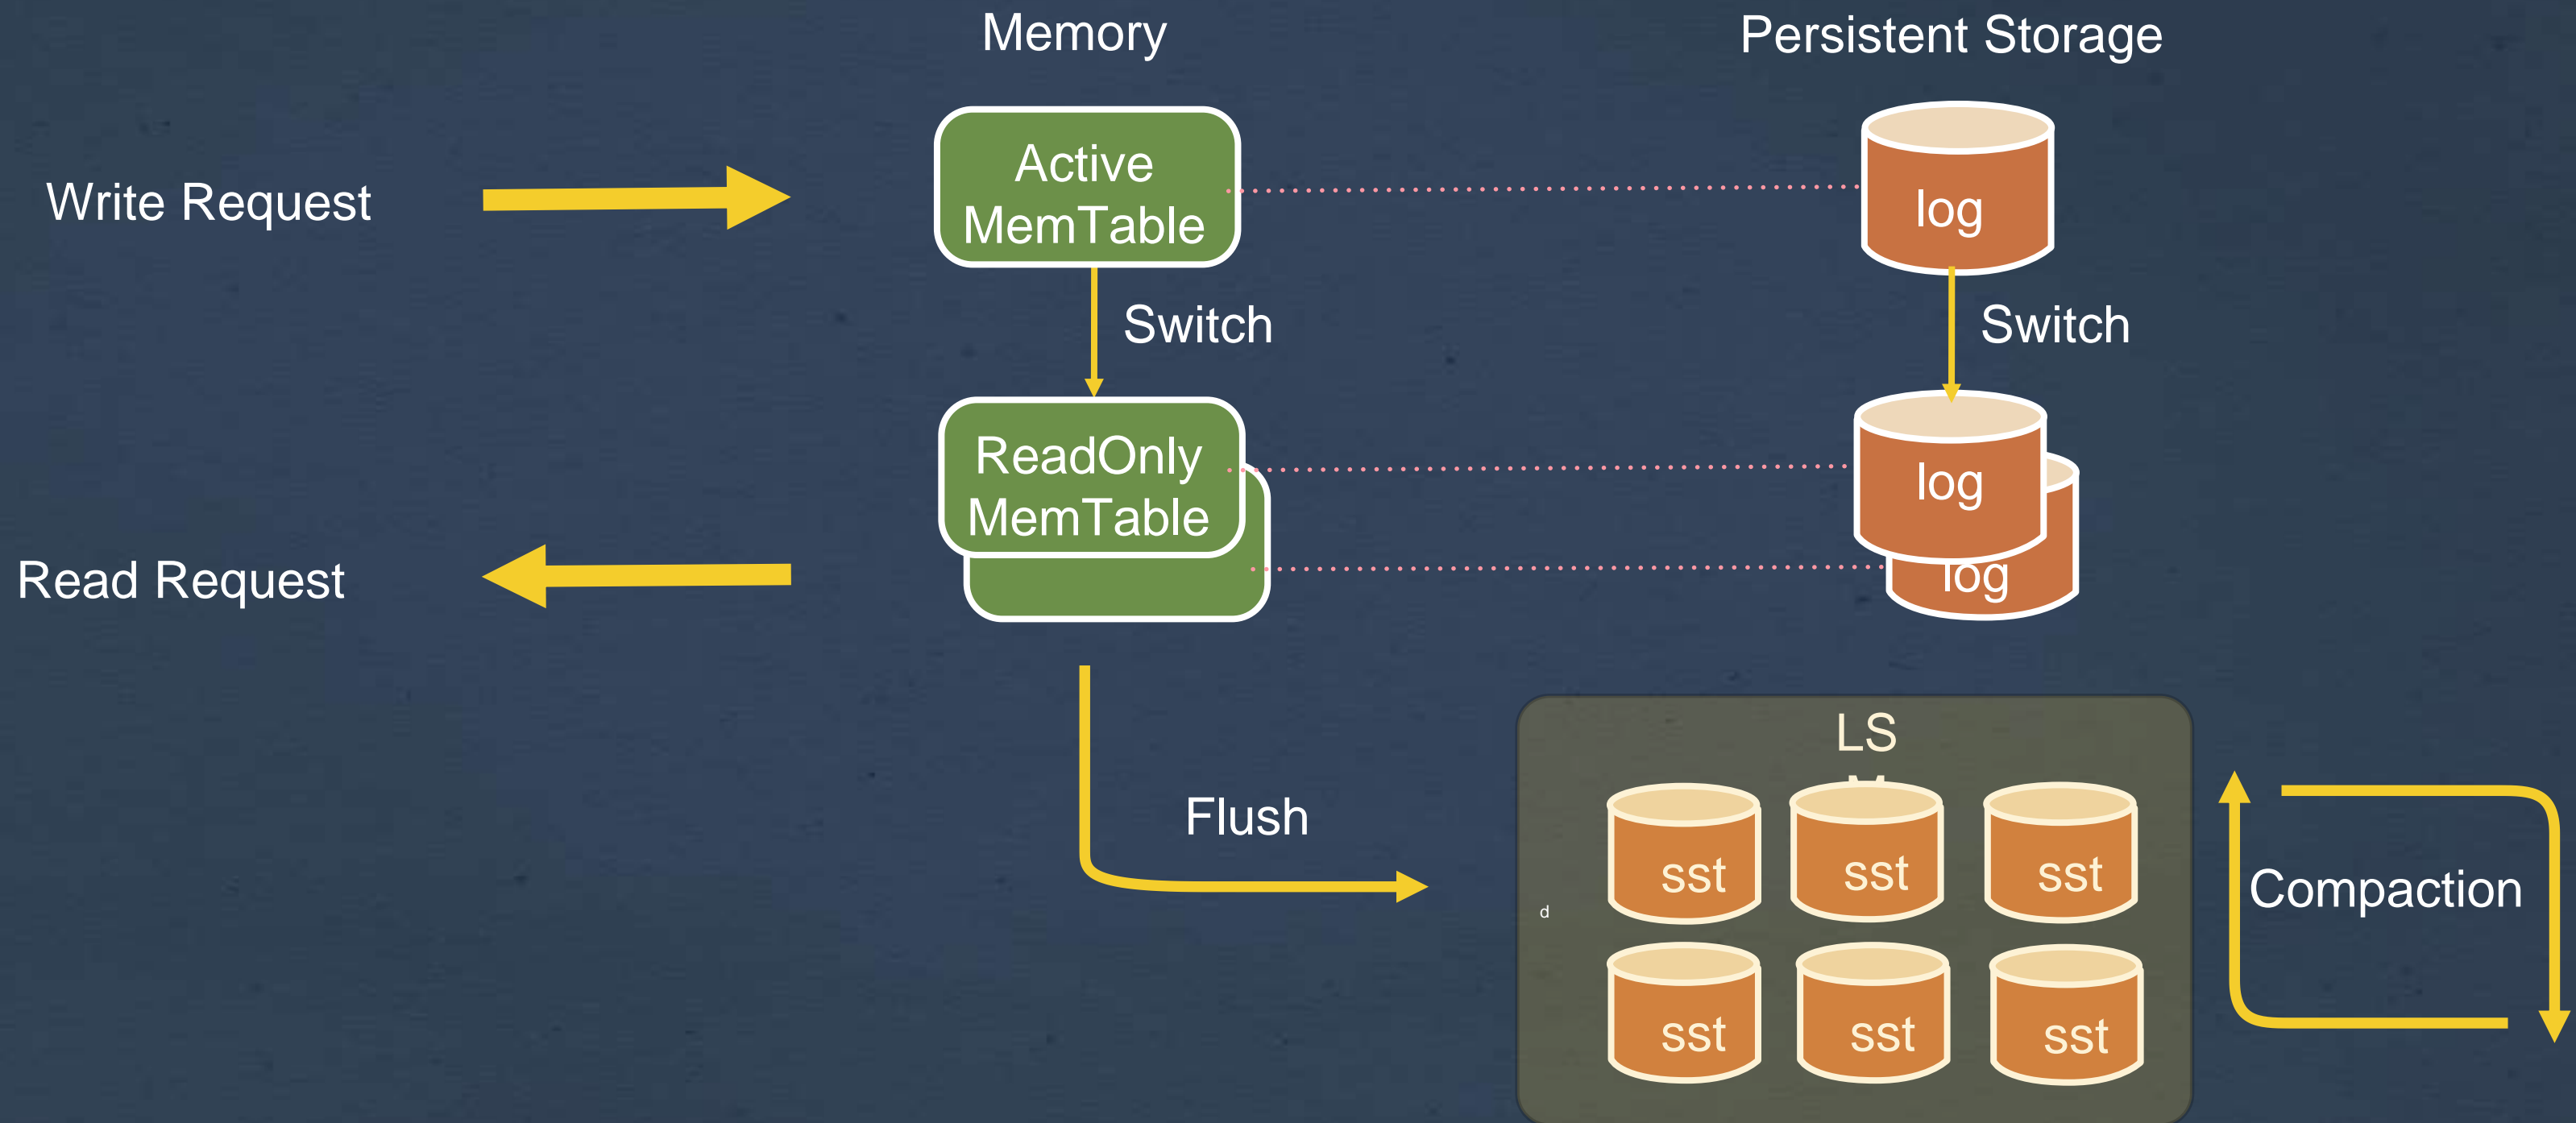 Memory
Persistent Storage
Write Request
Active
MemTable
log
Switch
Switch
ReadOnly
MemTable
log
log
Read Request
LS
Flush
sst
sst
sst
Compaction
d
sst
sst
sst